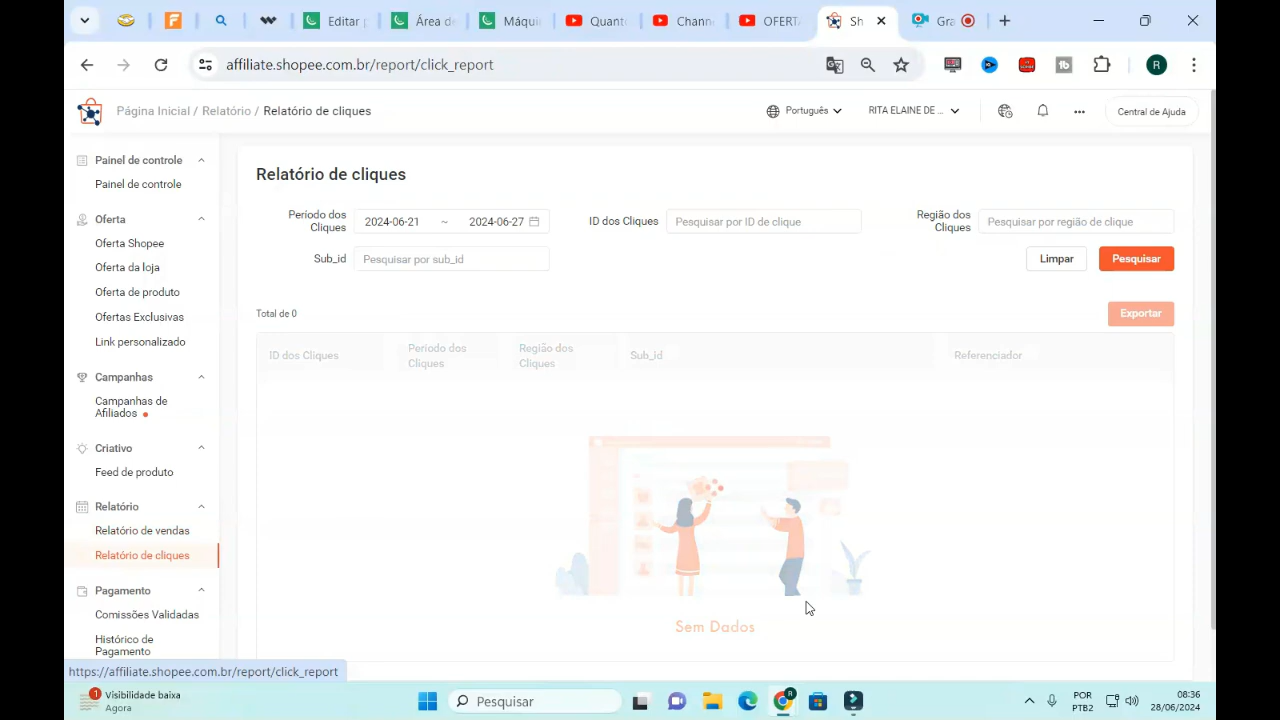 Editar
Área de
Máqui
Quant
Chann
OFERTA
Sh
Gra
affiliate.shopee.com.br/report/click_report
R
Página Inicial / Relatório / Relatório de cliques
Português
RITA ELAINE DE ...
Central de Ajuda
Painel de controle
Painel de controle
Oferta
Oferta Shopee
Oferta da loja
Oferta de produto
Ofertas Exclusivas
Link personalizado
Campanhas
Campanhas de
Afiliados
Criativo
Feed de produto
Relatório
Relatório de vendas
Relatório de cliques
Pagamento
Comissões Validadas
Histórico de
Pagamento
Relatório de cliques
Período dos
Cliques
2024-06-21 ~ 2024-06-27
ID dos Cliques
Pesquisar por ID de clique
Região dos
Cliques
Pesquisar por região de clique
Sub_id
Pesquisar por sub_id
Limpar
Pesquisar
Total de 0
Exportar
ID dos Cliques
Período dos
Cliques
Região dos
Cliques
Sub_id
Referenciador
Sem Dados
https://affiliate.shopee.com.br/report/click_report
1
Visibilidade baixa
Agora
Pesquisar
R
POR
PTB2
08:36
28/06/2024